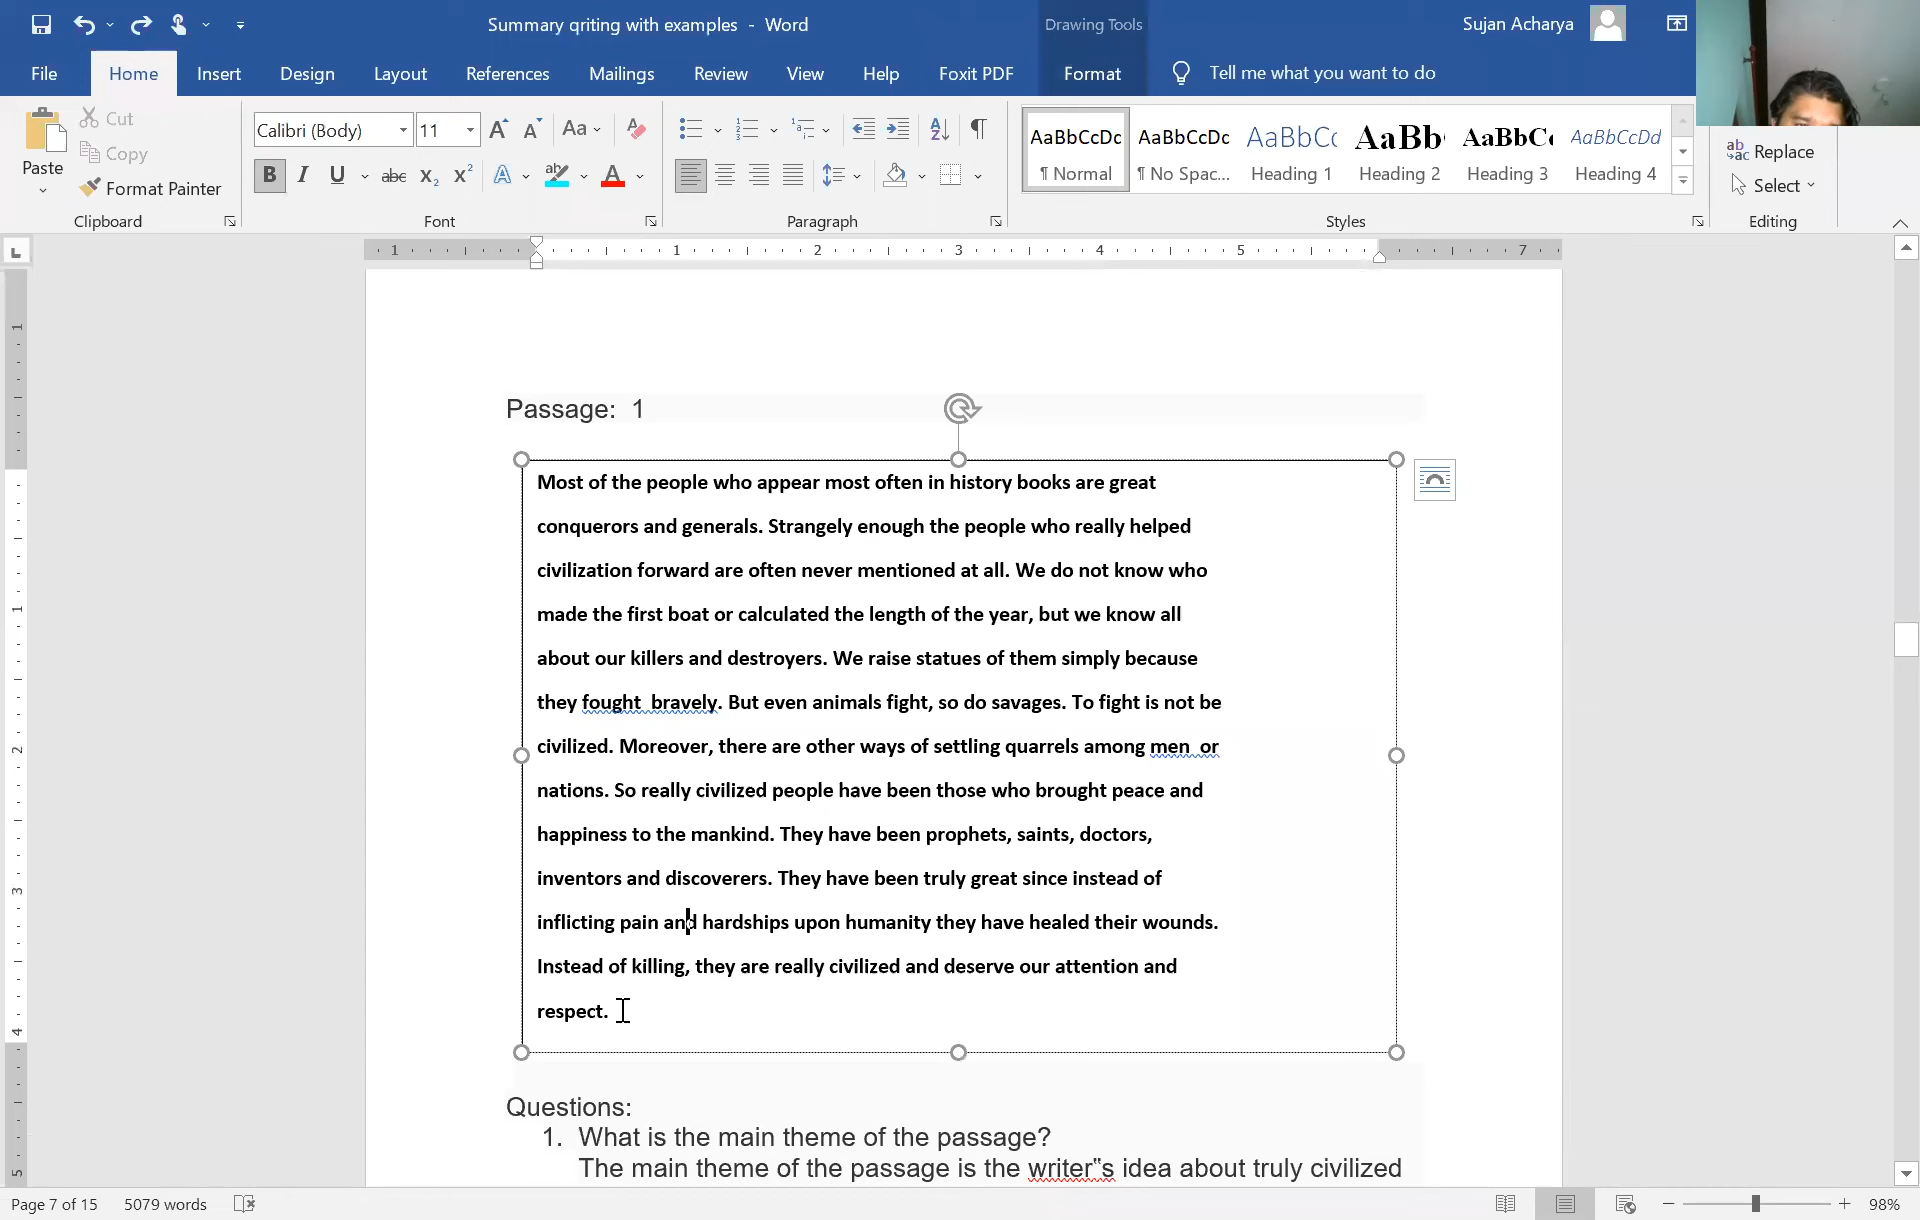 Summary qriting with examples - Word
Drawing Tools
Sujan Acharya
File Home Insert Design Layout References Mailings Review View Help Foxit PDF Format Tell me what you want to do
Paste
Cut
Copy
Format Painter
Clipboard
Calibri (Body) 11
Font
Paragraph
AaBbCcDc AaBbCcDc AaBbCc AaBb AaBbC AaBbCcDd
¶ Normal ¶ No Spac... Heading 1 Heading 2 Heading 3 Heading 4
Styles
Replace
Select
Editing
1 1 2 3 4 5 7
Passage: 1
Most of the people who appear most often in history books are great
conquerors and generals. Strangely enough the people who really helped
civilization forward are often never mentioned at all. We do not know who
made the first boat or calculated the length of the year, but we know all
about our killers and destroyers. We raise statues of them simply because
they fought  bravely. But even animals fight, so do savages. To fight is not be
civilized. Moreover, there are other ways of settling quarrels among men  or
nations. So really civilized people have been those who brought peace and
happiness to the mankind. They have been prophets, saints, doctors,
inventors and discoverers. They have been truly great since instead of
inflicting pain and hardships upon humanity they have healed their wounds.
Instead of killing, they are really civilized and deserve our attention and
respect.
Questions:
1. What is the main theme of the passage?
The main theme of the passage is the writer‟s idea about truly civilized
Page 7 of 15 5079 words 98%